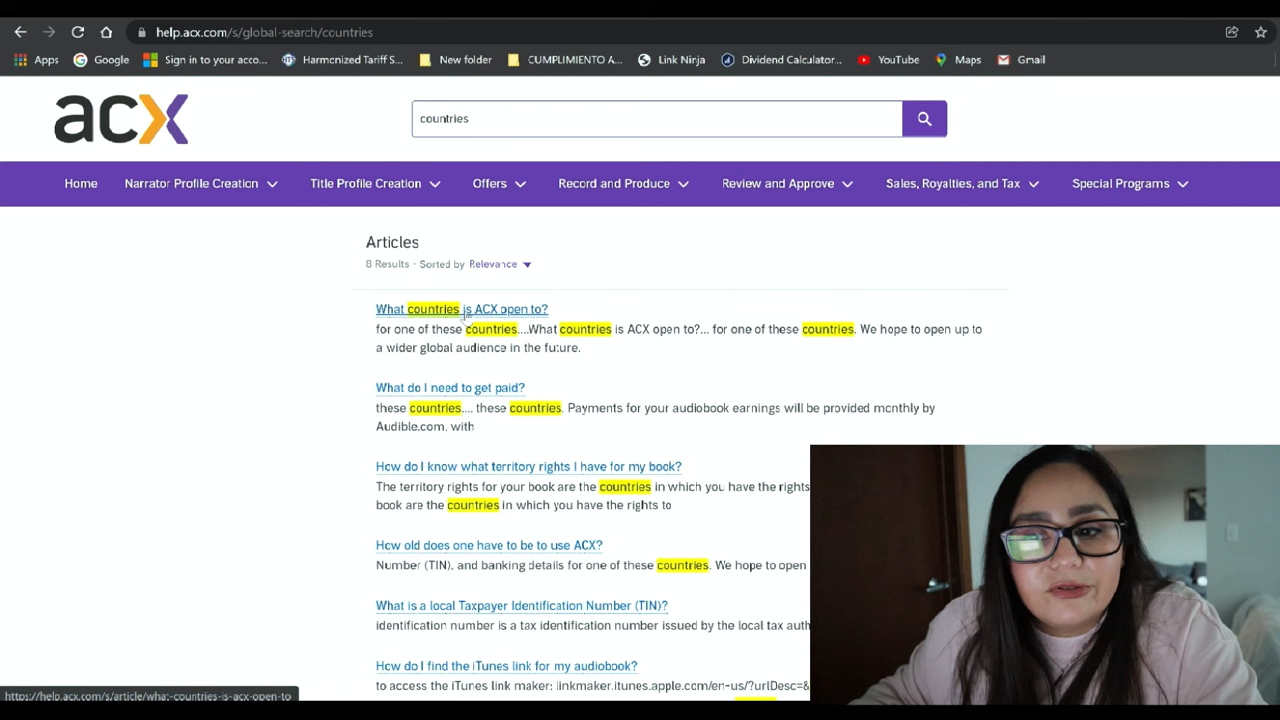 help.acx.com/s/global-search/countries
Apps Google Sign in to your acco... Harmonized Tariff S... New folder CUMPLIMIENTO A... Link Ninja Dividend Calculator... YouTube Maps Gmail
acx
countries
Home Narrator Profile Creation Title Profile Creation Offers Record and Produce Review and Approve Sales, Royalties, and Tax Special Programs
Articles
8 Results · Sorted by Relevance
What countries is ACX open to?
for one of these countries....What countries is ACX open to?... for one of these countries. We hope to open up to
a wider global audience in the future.
What do I need to get paid?
these countries.... these countries. Payments for your audiobook earnings will be provided monthly by
Audible.com, with
How do I know what territory rights I have for my book?
The territory rights for your book are the countries in which you have the rights
book are the countries in which you have the rights to
How old does one have to be to use ACX?
Number (TIN), and banking details for one of these countries. We hope to open
What is a local Taxpayer Identification Number (TIN)?
identification number is a tax identification number issued by the local tax auth
How do I find the iTunes link for my audiobook?
to access the iTunes link maker: linkmaker.itunes.apple.com/en-us/?urlDesc=&
https://help.acx.com/s/article/what-countries-is-acx-open-to